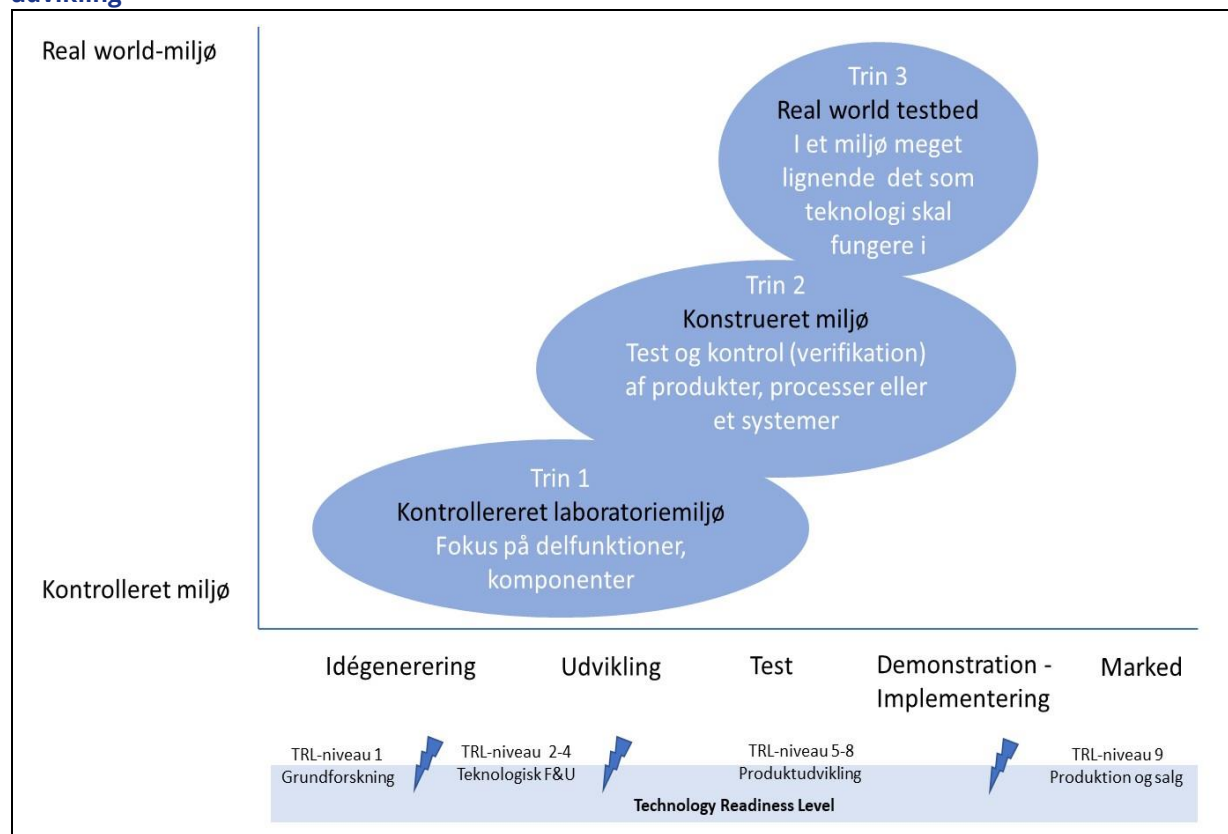 udvikling
Real world-miljø
Trin 3
Real world testbed
I et miljø meget
lignende det som
teknologi skal
fungere i
Trin 2
Konstrueret miljø
Test og kontrol (verifikation)
af produkter, processer eller
et systemer
Trin 1
Kontrollereret laboratoriemiljø
Fokus på delfunktioner,
komponenter
Kontrolleret miljø
Idégenerering
Udvikling
Test
Demonstration -
Implementering
Marked
TRL-niveau 1
Grundforskning
TRL-niveau 2-4
Teknologisk F&U
TRL-niveau 5-8
Produktudvikling
TRL-niveau 9
Produktion og salg
Technology Readiness Level